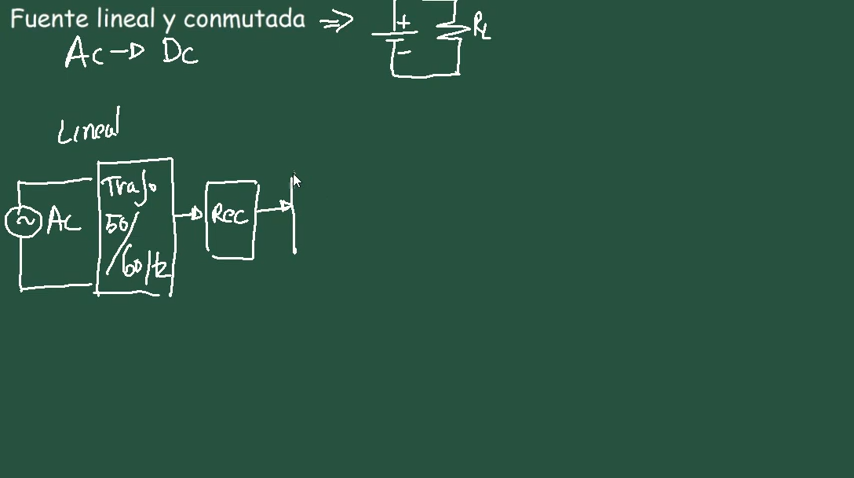 Fuente lineal y conmutada ⇒
+
−
RL
Ac → Dc
Lineal
Ac
Trafo
50/
60Hz
Rec